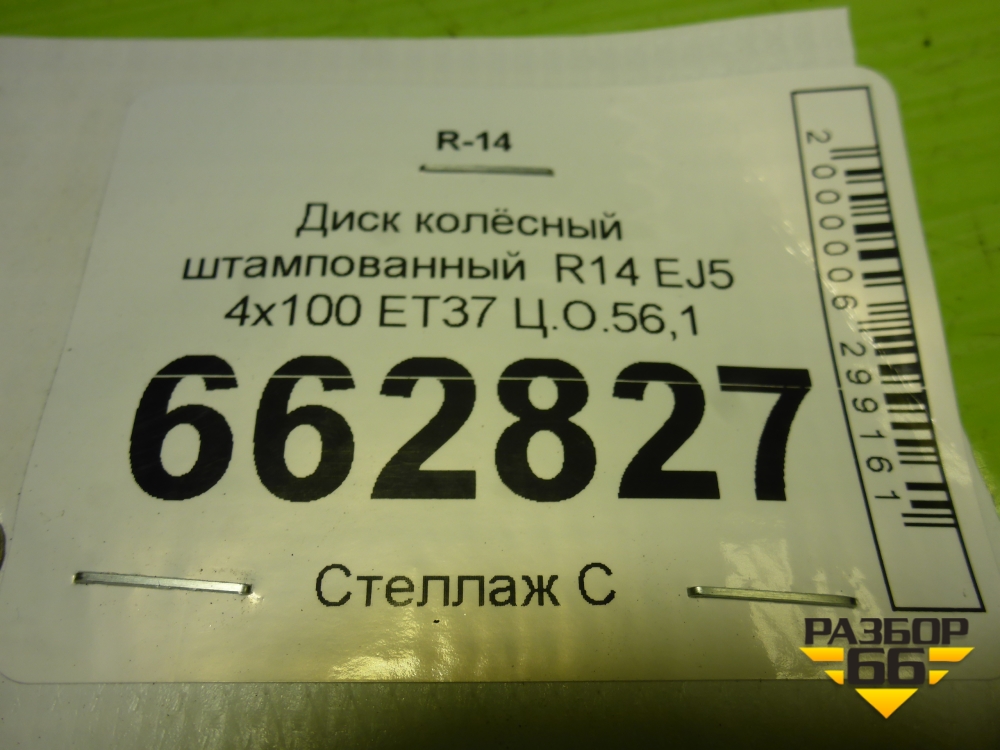 R-14
Диск колёсный
штампованный R14 EJ5
4x100 ET37 Ц.О.56,1
662827
Стеллаж С
2000006299161
РАЗБОР
66